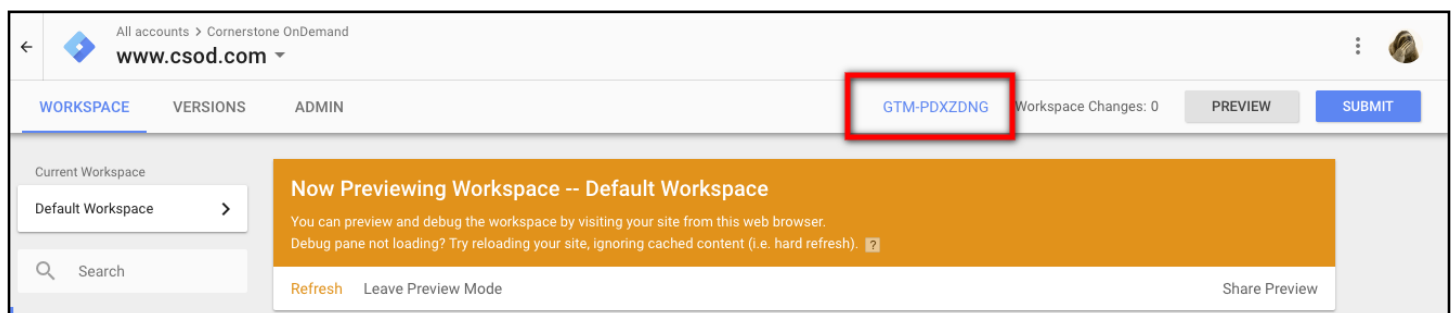 All accounts > Cornerstone OnDemand
www.csod.com
WORKSPACE VERSIONS ADMIN GTM-PDXZDNG Workspace Changes: 0 PREVIEW SUBMIT
Current Workspace
Default Workspace
Search
Now Previewing Workspace -- Default Workspace
You can preview and debug the workspace by visiting your site from this web browser.
Debug pane not loading? Try reloading your site, ignoring cached content (i.e. hard refresh). ?
Refresh Leave Preview Mode Share Preview